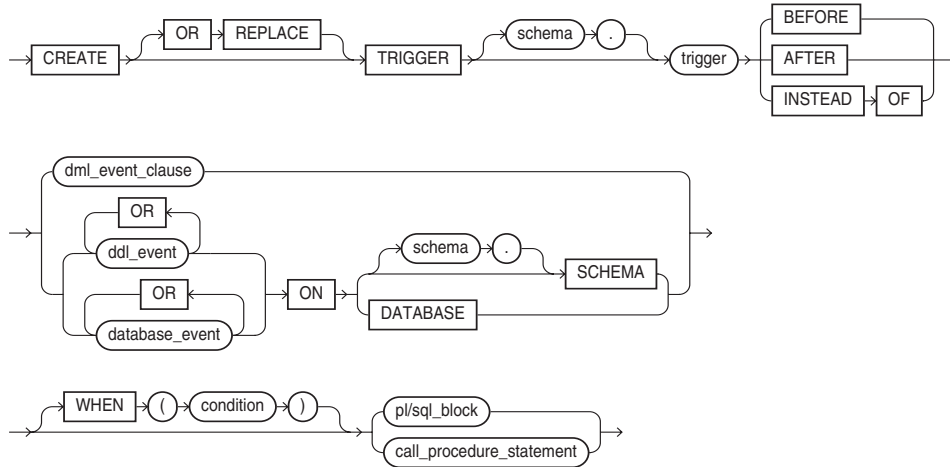 BEFORE
OR REPLACE schema .
CREATE TRIGGER trigger AFTER
INSTEAD OF
dml_event_clause
OR
schema .
ddl_event SCHEMA
OR ON
DATABASE
database_event
WHEN ( condition ) pl/sql_block
call_procedure_statement